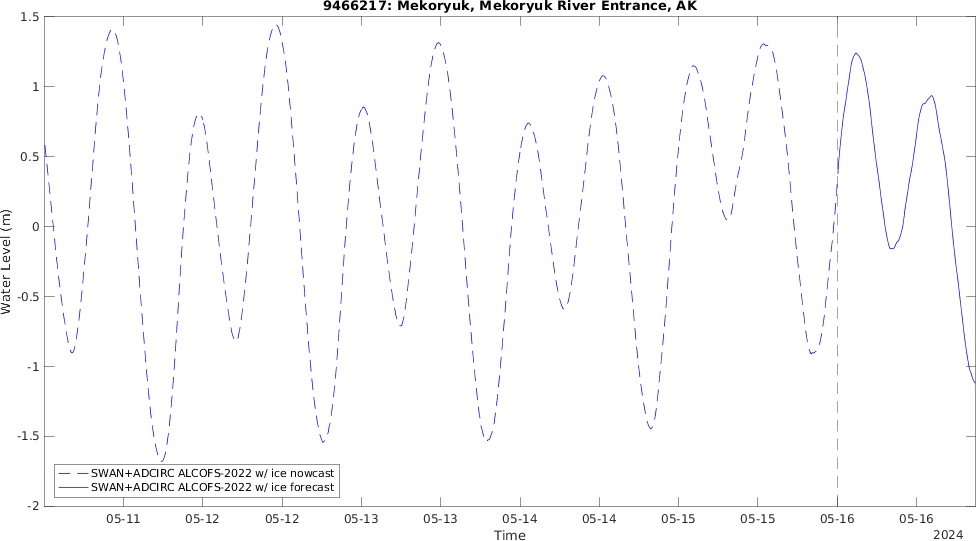 9466217: Mekoryuk, Mekoryuk River Entrance, AK
Water Level (m)
1.5
1
0.5
0
-0.5
-1
-1.5
-2
SWAN+ADCIRC ALCOFS-2022 w/ ice nowcast
SWAN+ADCIRC ALCOFS-2022 w/ ice forecast
05-11 05-12 05-12 05-13 05-13 05-14 05-14 05-15 05-15 05-16 05-16
Time
2024